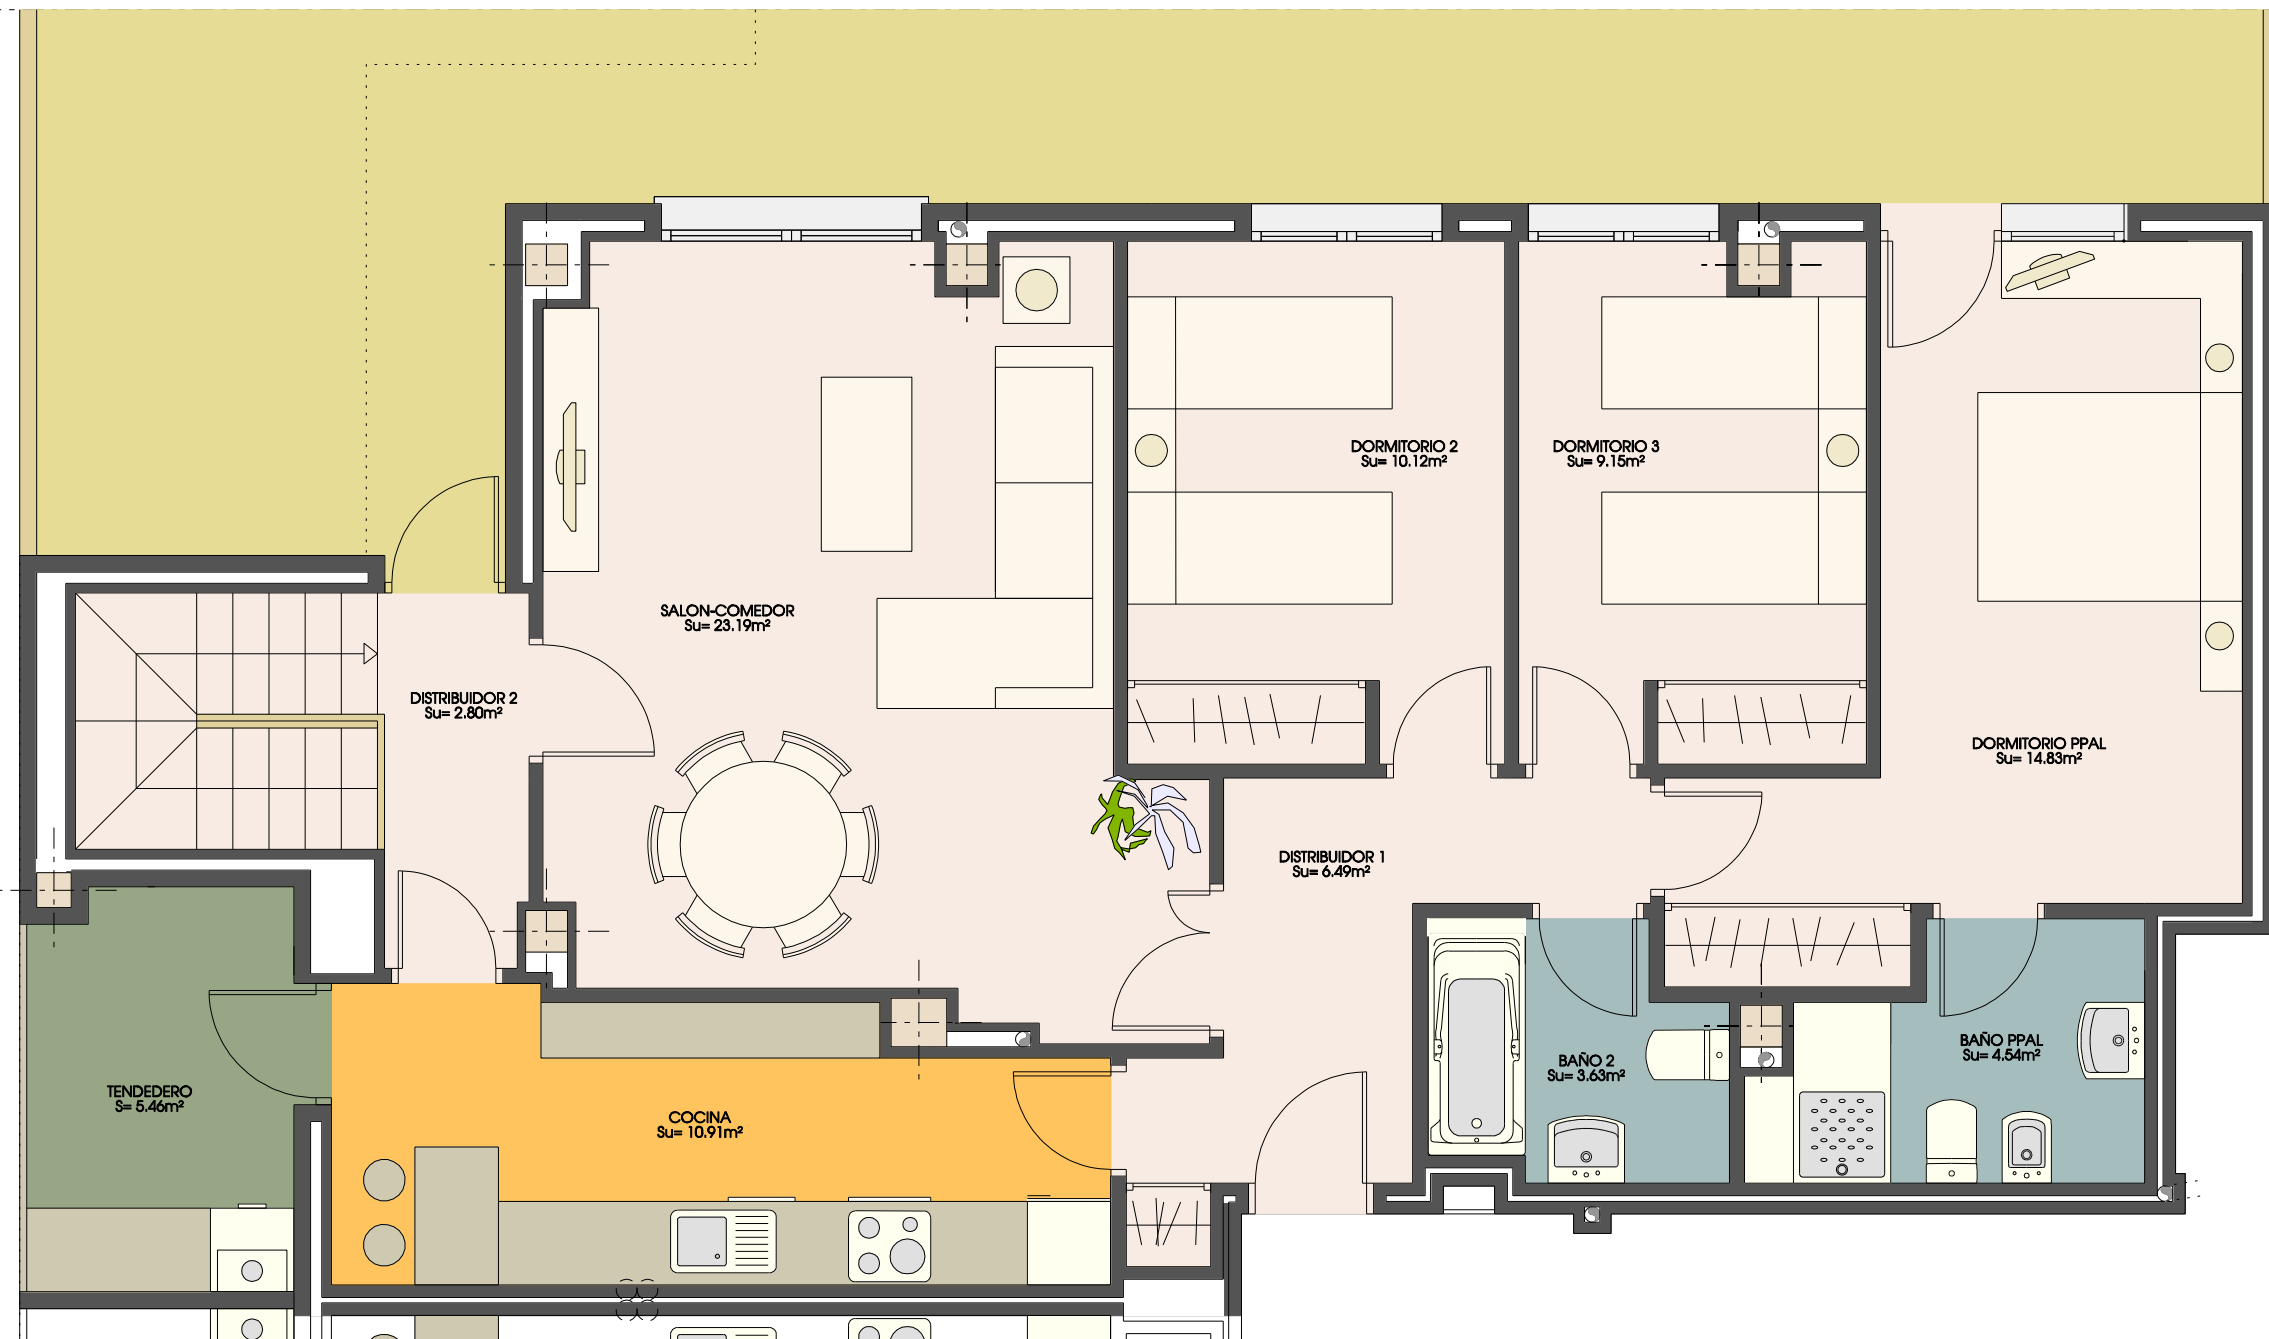 DORMITORIO 2
Su= 10.12m²
DORMITORIO 3
Su= 9.15m²
SALON-COMEDOR
Su= 23.19m²
DISTRIBUIDOR 2
Su= 2.80m²
DORMITORIO PPAL
Su= 14.83m²
DISTRIBUIDOR 1
Su= 6.49m²
BAÑO PPAL
Su= 4.54m²
BAÑO 2
Su= 3.63m²
TENDEDERO
S= 5.46m²
COCINA
Su= 10.91m²